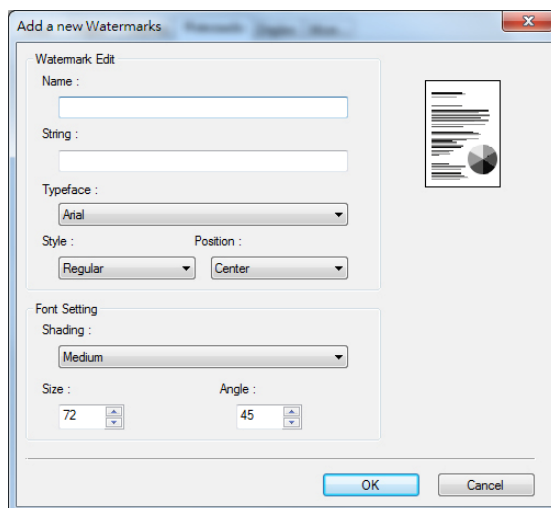 Add a new Watermarks
Watermark Edit
Name :
String :
Typeface :
Arial
Style : Position :
Regular Center
Font Setting
Shading :
Medium
Size : Angle :
72 45
OK Cancel